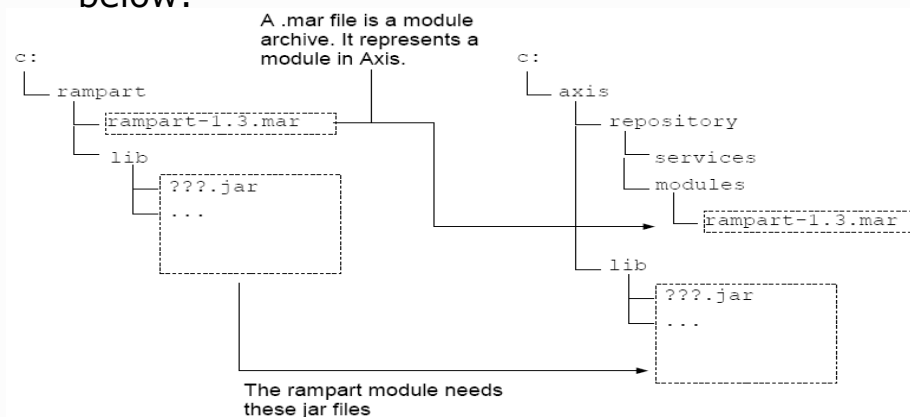 below:
A .mar file is a module
archive. It represents a
module in Axis.
c:
rampart
rampart-1.3.mar
lib
???.jar
...
c:
axis
repository
services
modules
rampart-1.3.mar
lib
???.jar
...
The rampart module needs
these jar files